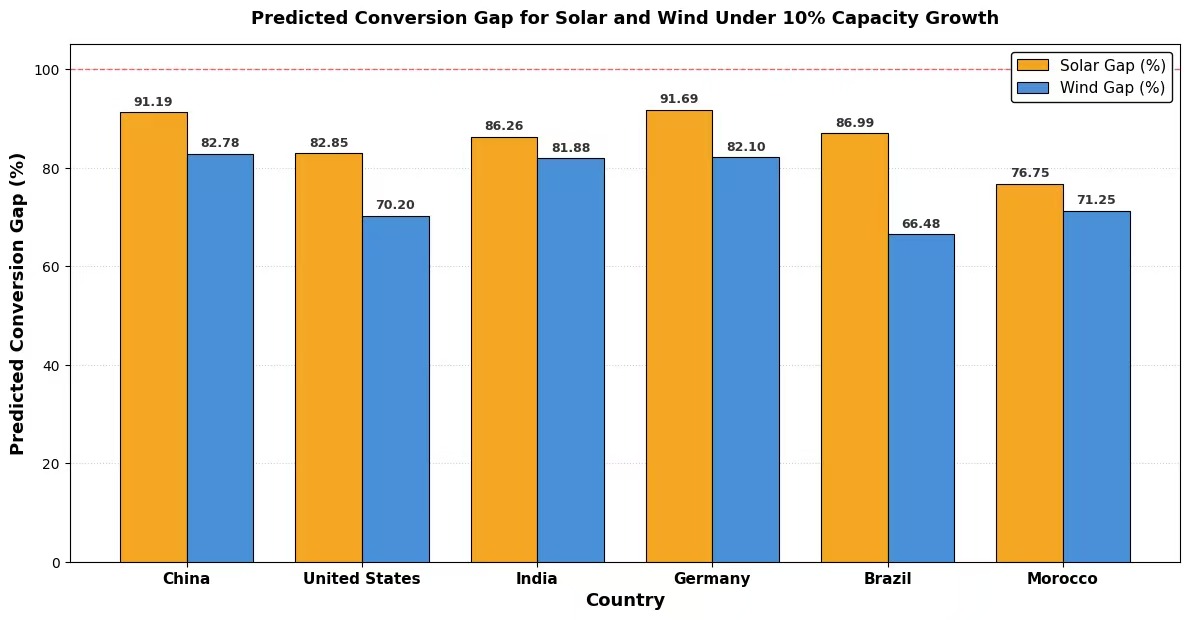 Predicted Conversion Gap for Solar and Wind Under 10% Capacity Growth
Solar Gap (%)
Wind Gap (%)
Predicted Conversion Gap (%)
100
80
60
40
20
0
91.19
82.78
82.85
70.20
86.26
81.88
91.69
82.10
86.99
66.48
76.75
71.25
China
United States
India
Germany
Brazil
Morocco
Country